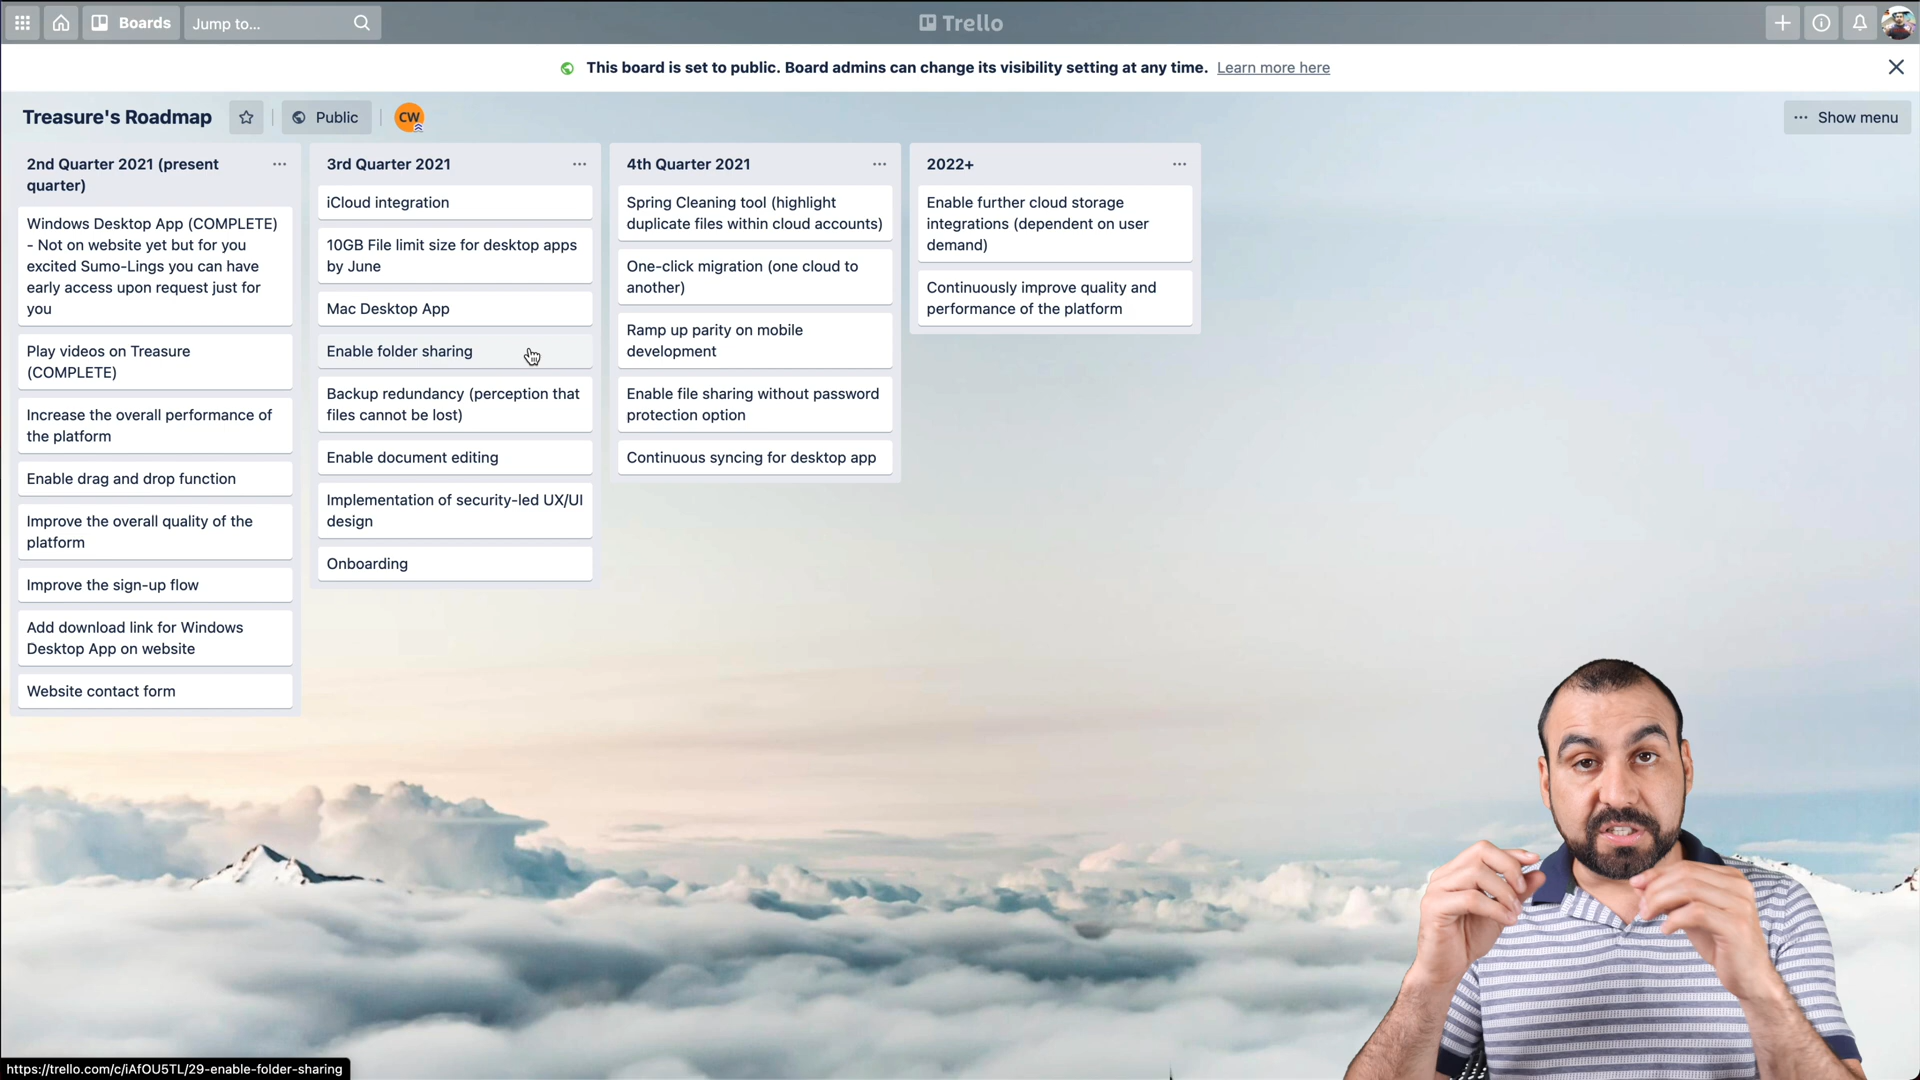 Boards
Jump to...
Trello
This board is set to public. Board admins can change its visibility setting at any time. Learn more here
Treasure's Roadmap
Public
CW
... Show menu
2nd Quarter 2021 (present
quarter)
Windows Desktop App (COMPLETE)
- Not on website yet but for you
excited Sumo-Lings you can have
early access upon request just for
you
Play videos on Treasure
(COMPLETE)
Increase the overall performance of
the platform
Enable drag and drop function
Improve the overall quality of the
platform
Improve the sign-up flow
Add download link for Windows
Desktop App on website
Website contact form
3rd Quarter 2021
iCloud integration
10GB File limit size for desktop apps
by June
Mac Desktop App
Enable folder sharing
Backup redundancy (perception that
files cannot be lost)
Enable document editing
Implementation of security-led UX/UI
design
Onboarding
4th Quarter 2021
Spring Cleaning tool (highlight
duplicate files within cloud accounts)
One-click migration (one cloud to
another)
Ramp up parity on mobile
development
Enable file sharing without password
protection option
Continuous syncing for desktop app
2022+
Enable further cloud storage
integrations (dependent on user
demand)
Continuously improve quality and
performance of the platform
https://trello.com/c/iAfOU5TL/29-enable-folder-sharing